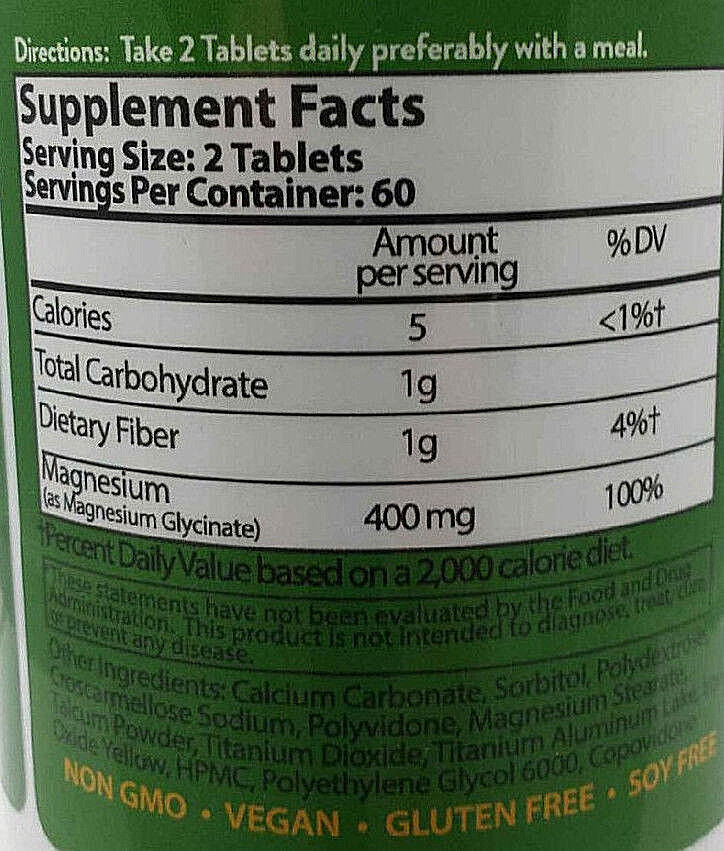 Directions: Take 2 Tablets daily preferably with a meal.
Supplement Facts
Serving Size: 2 Tablets
Servings Per Container: 60
Amount per serving %DV
Calories 5 <1%†
Total Carbohydrate 1g
Dietary Fiber 1g 4%†
Magnesium
(as Magnesium Glycinate) 400 mg 100%
†Percent Daily Value based on a 2,000 calorie diet.
These statements have not been evaluated by the Food and Drug
Administration. This product is not intended to diagnose, treat, cure,
or prevent any disease.
Other Ingredients: Calcium Carbonate, Sorbitol, Polydextrose,
Croscarmellose Sodium, Polyvidone, Magnesium Stearate,
Talcum Powder, Titanium Dioxide, Titanium Aluminum Lake,
Oxide Yellow, HPMC, Polyethylene Glycol 6000, Copovidone
NON GMO • VEGAN • GLUTEN FREE • SOY FREE